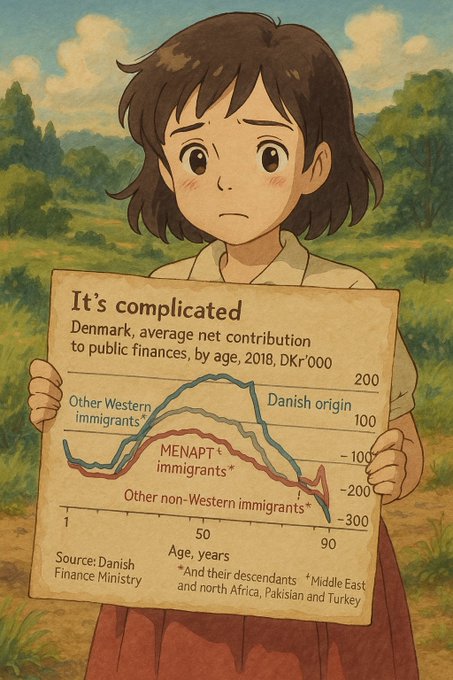 It's complicated
Denmark, average net contribution
to public finances, by age, 2018, DKr'000
200
Other Western
immigrants*
Danish origin
100
MENAPT‡
immigrants*
-100
Other non-Western immigrants*
-200
-300
1
50
90
Age, years
Source: Danish
Finance Ministry
*And their descendants †Middle East
and north Africa, Pakisian and Turkey